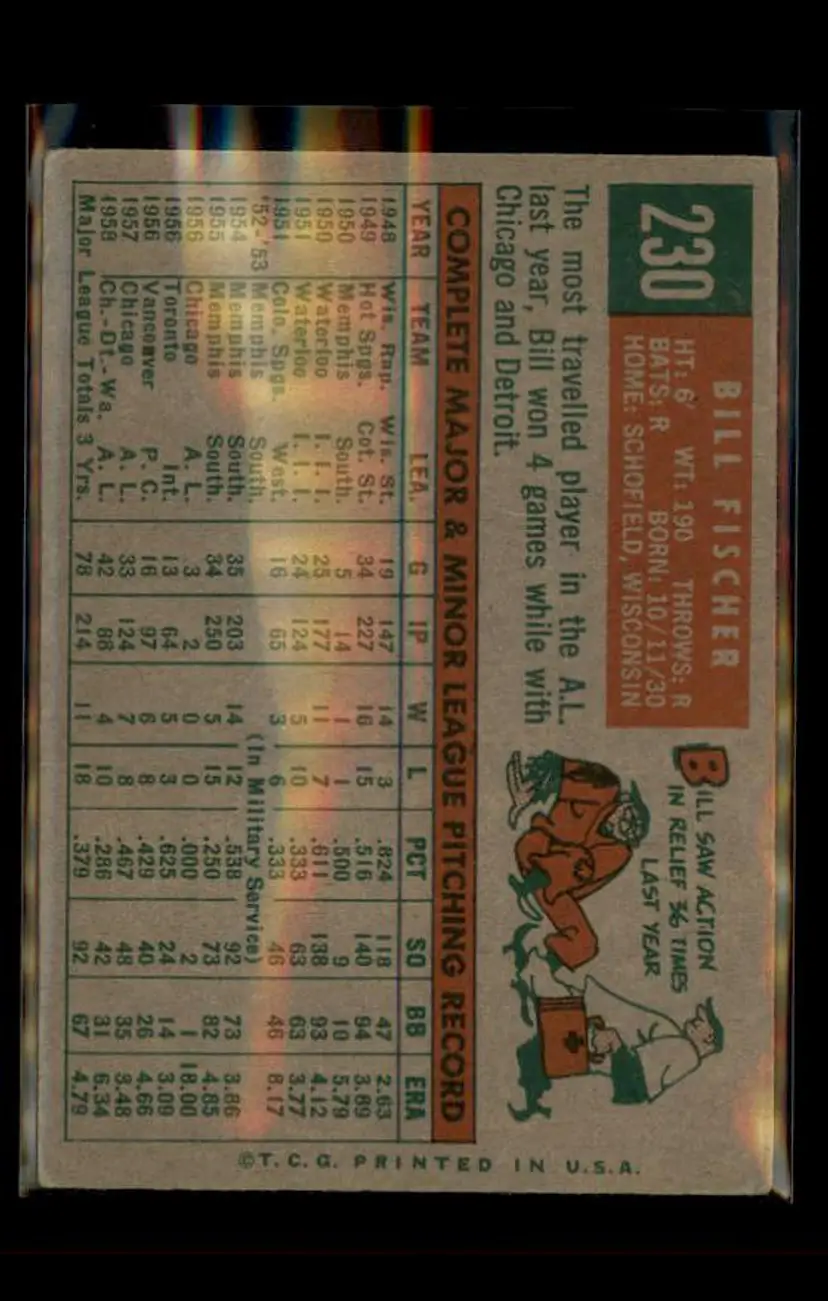 230
BILL FISCHER
HT: 6' WT: 190 THROWS: R
BATS: R BORN: 10/11/30
HOME: SCHOFIELD, WISCONSIN
BILL SAW ACTION
IN RELIEF 36 TIMES
LAST YEAR
The most travelled player in the A.L.
last year, Bill won 4 games while with
Chicago and Detroit.
COMPLETE MAJOR & MINOR LEAGUE PITCHING RECORD
YEAR TEAM LEA. G IP W L PCT SO BB ERA
1948 Wis. Rap. Wis. St. 19 147 14 3 .824 118 47 2.63
1949 Hot Spgs. Cot. St. 34 227 16 15 .516 140 94 3.89
1950 Memphis South. 5 14 1 1 .500 9 10 5.79
1950 Waterloo I. I. I. 25 177 11 7 .611 138 93 4.12
1951 Waterloo I. I. I. 24 124 5 10 .333 63 63 3.77
1951 Colo. Spgs. West. 16 65 3 6 .333 46 46 8.17
'52-'53 Memphis South. (In Military Service)
1954 Memphis South. 35 203 14 12 .538 92 73 3.86
1955 Memphis South. 34 250 5 15 .250 73 82 4.85
1956 Chicago A. L. 3 2 0 0 .000 2 1 18.00
1956 Toronto Int. 13 64 5 3 .625 24 14 3.09
1956 Vancouver P. C. 16 97 6 8 .429 40 26 4.66
1957 Chicago A. L. 33 124 7 8 .467 48 35 3.48
1958 Ch.-Dt.-Wa. A. L. 42 88 4 10 .286 42 31 6.34
Major League Totals 3 Yrs. 78 214 11 18 .379 92 67 4.79
©T.C.G. PRINTED IN U.S.A.